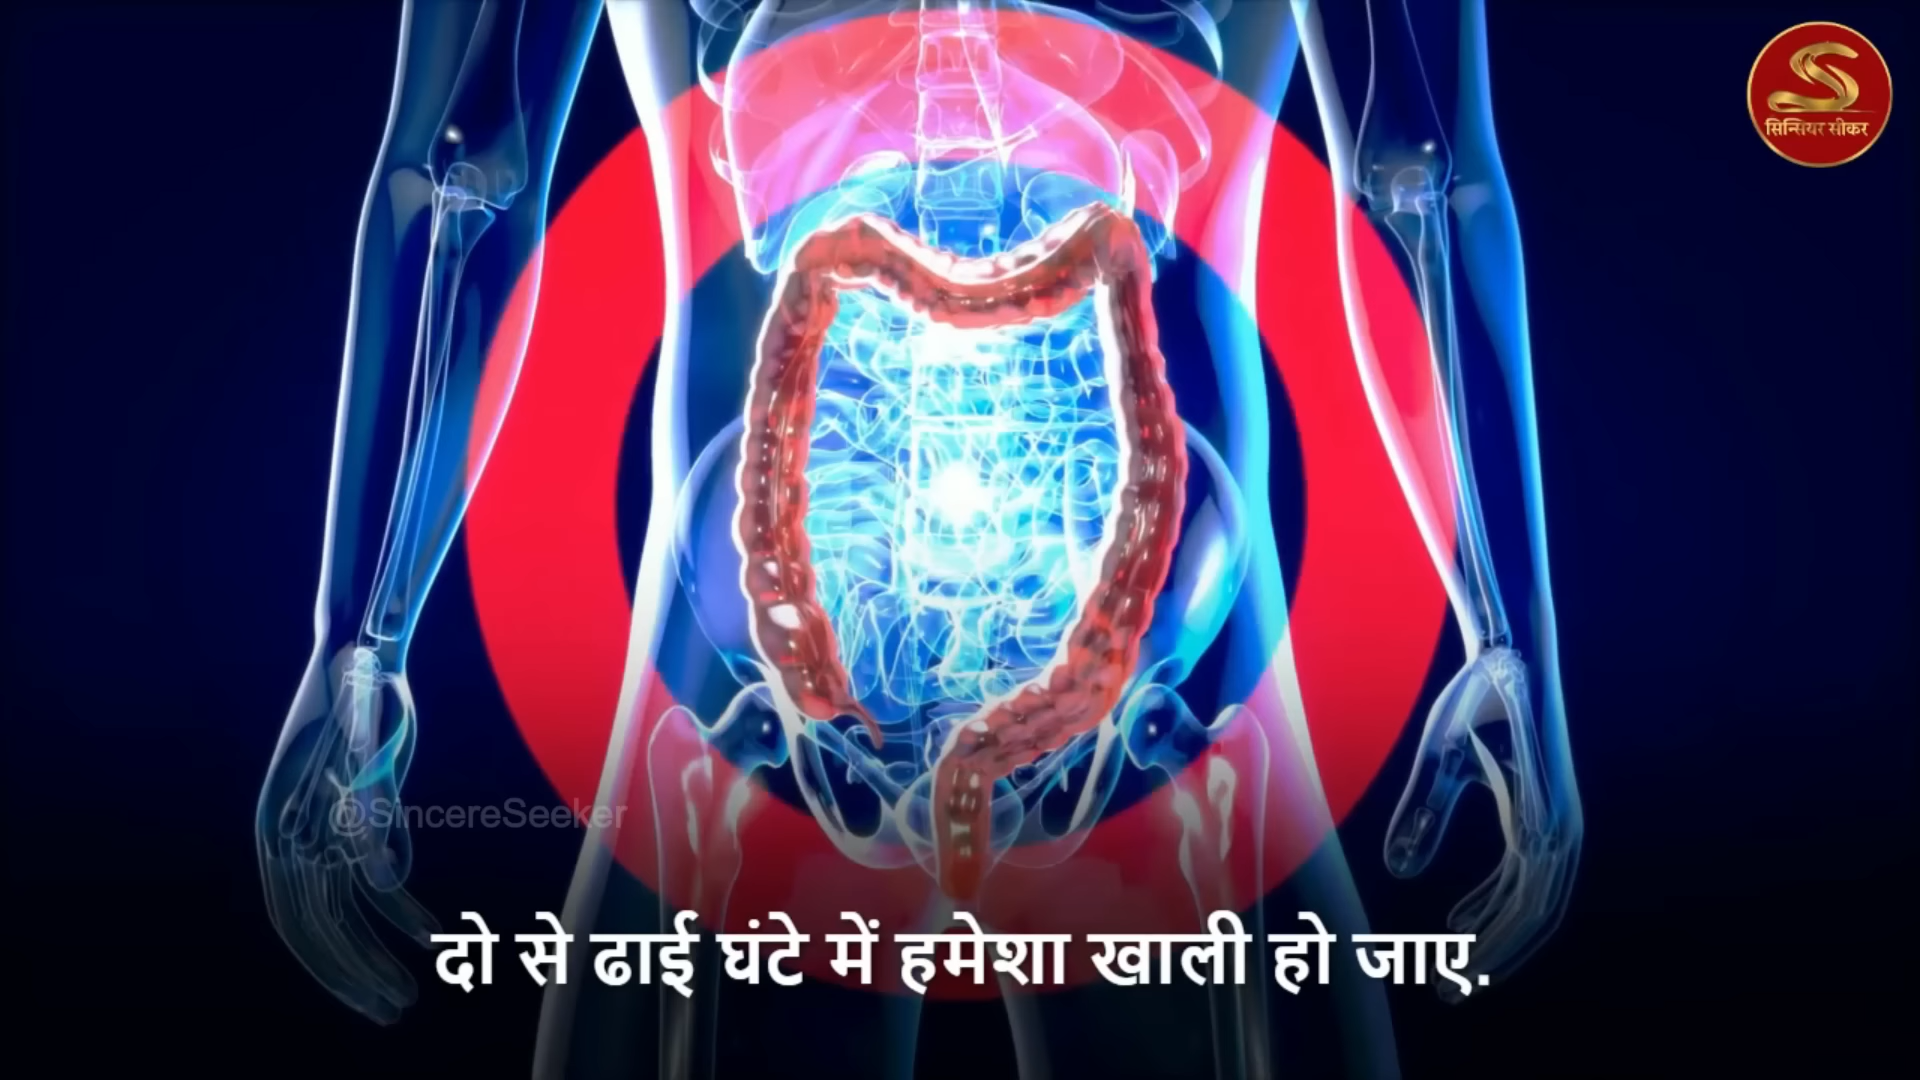 सिन्सियर सीकर
@SincereSeeker
दो से ढाई घंटे में हमेशा खाली हो जाए.